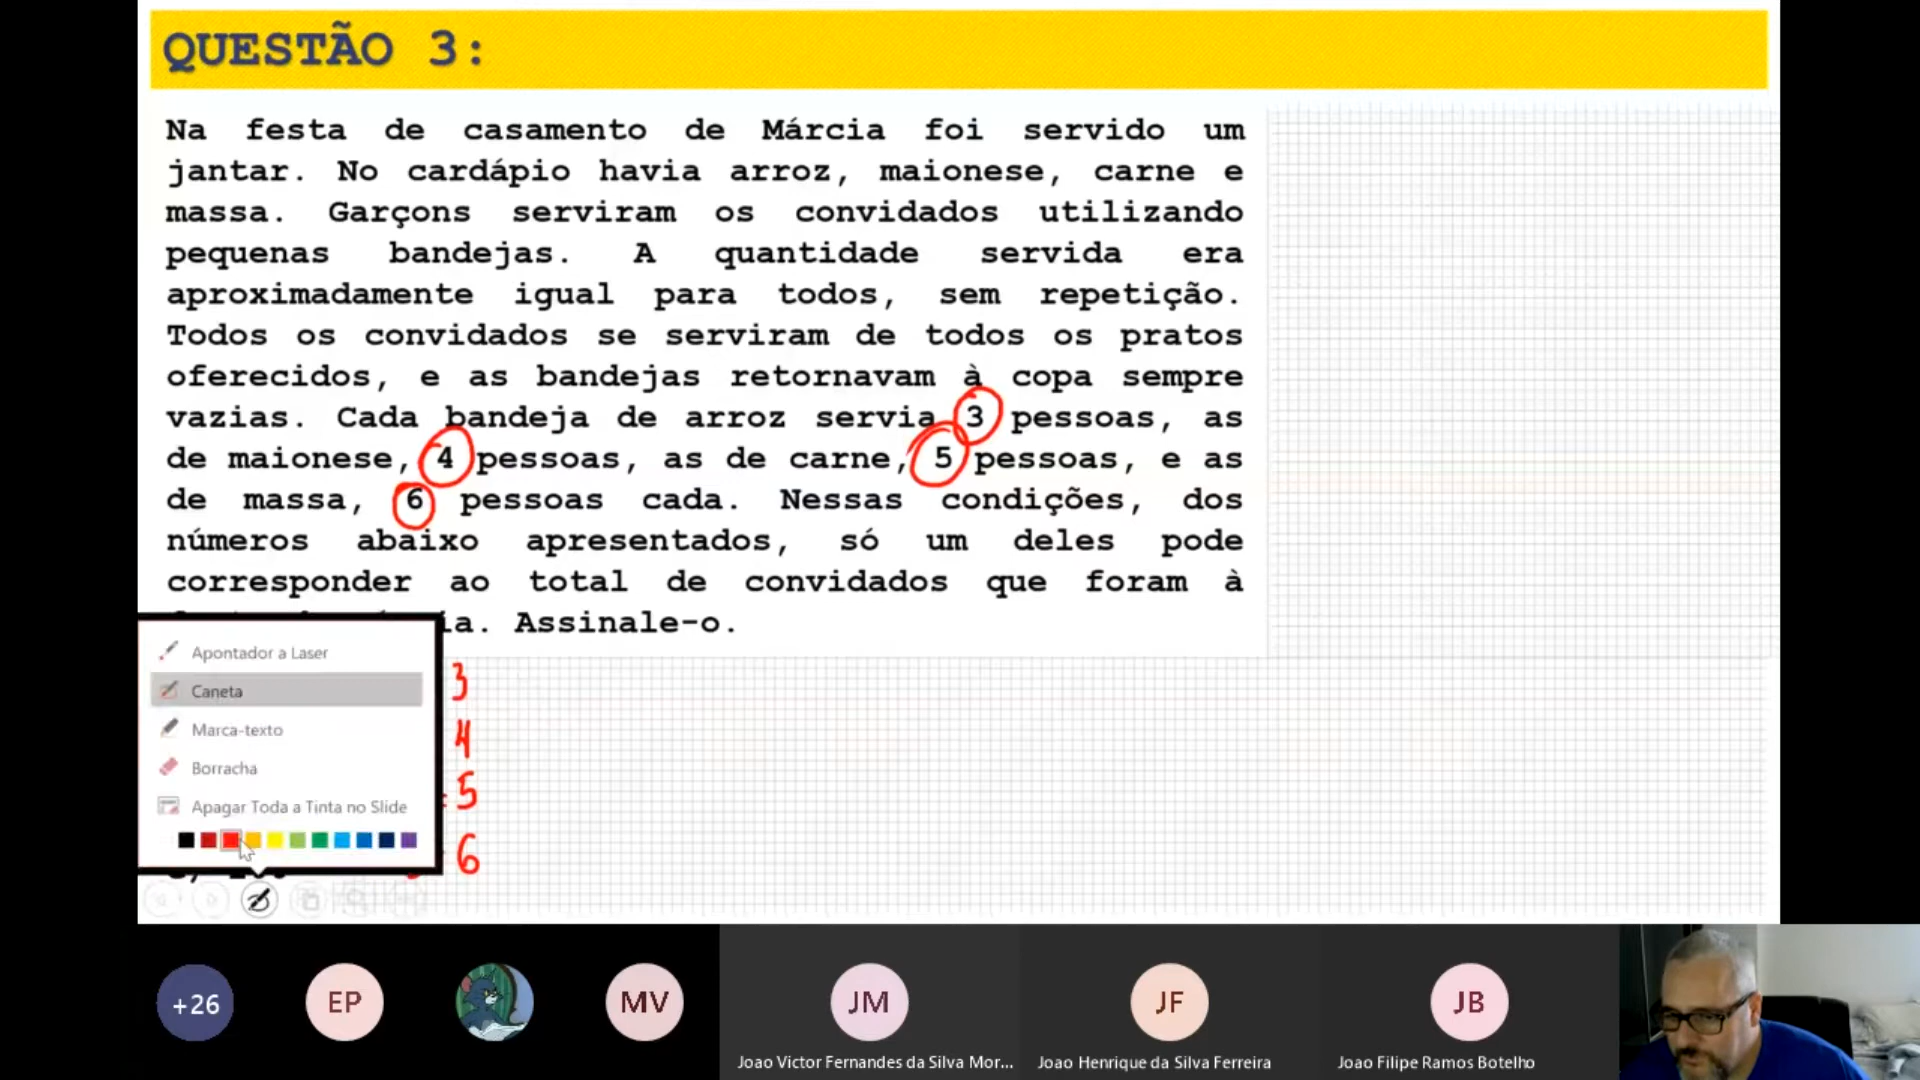 QUESTÃO 3:
Na festa de casamento de Márcia foi servido um
jantar. No cardápio havia arroz, maionese, carne e
massa. Garçons serviram os convidados utilizando
pequenas bandejas. A quantidade servida era
aproximadamente igual para todos, sem repetição.
Todos os convidados se serviram de todos os pratos
oferecidos, e as bandejas retornavam à copa sempre
vazias. Cada bandeja de arroz servia 3 pessoas, as
de maionese, 4 pessoas, as de carne, 5 pessoas, e as
de massa, 6 pessoas cada. Nessas condições, dos
números abaixo apresentados, só um deles pode
corresponder ao total de convidados que foram à
ia. Assinale-o.
Apontador a Laser
Caneta
Marca-texto
Borracha
Apagar Toda a Tinta no Slide
3
4
5
6
+26
EP
MV
JM
JF
JB
Joao Victor Fernandes da Silva Mor...
Joao Henrique da Silva Ferreira
Joao Filipe Ramos Botelho